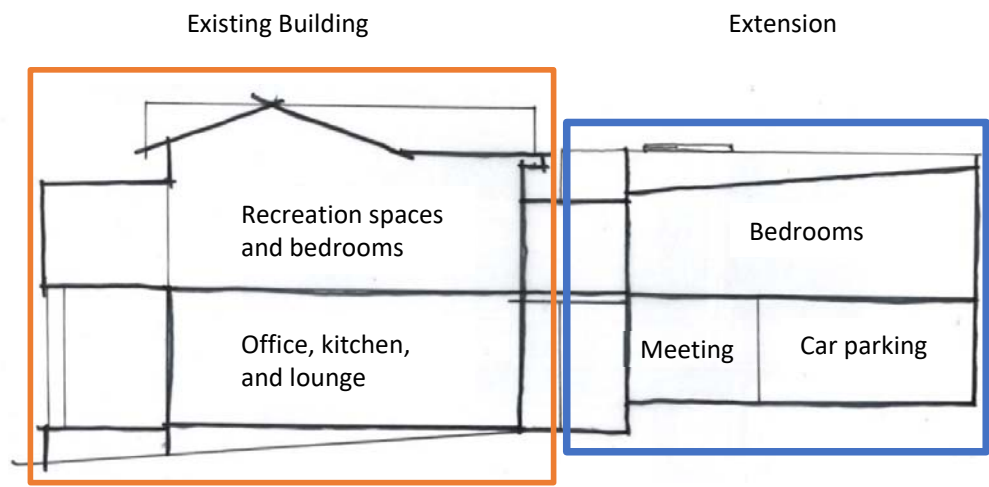 Existing Building
Extension
Recreation spaces
and bedrooms
Bedrooms
Office, kitchen,
and lounge
Meeting
Car parking